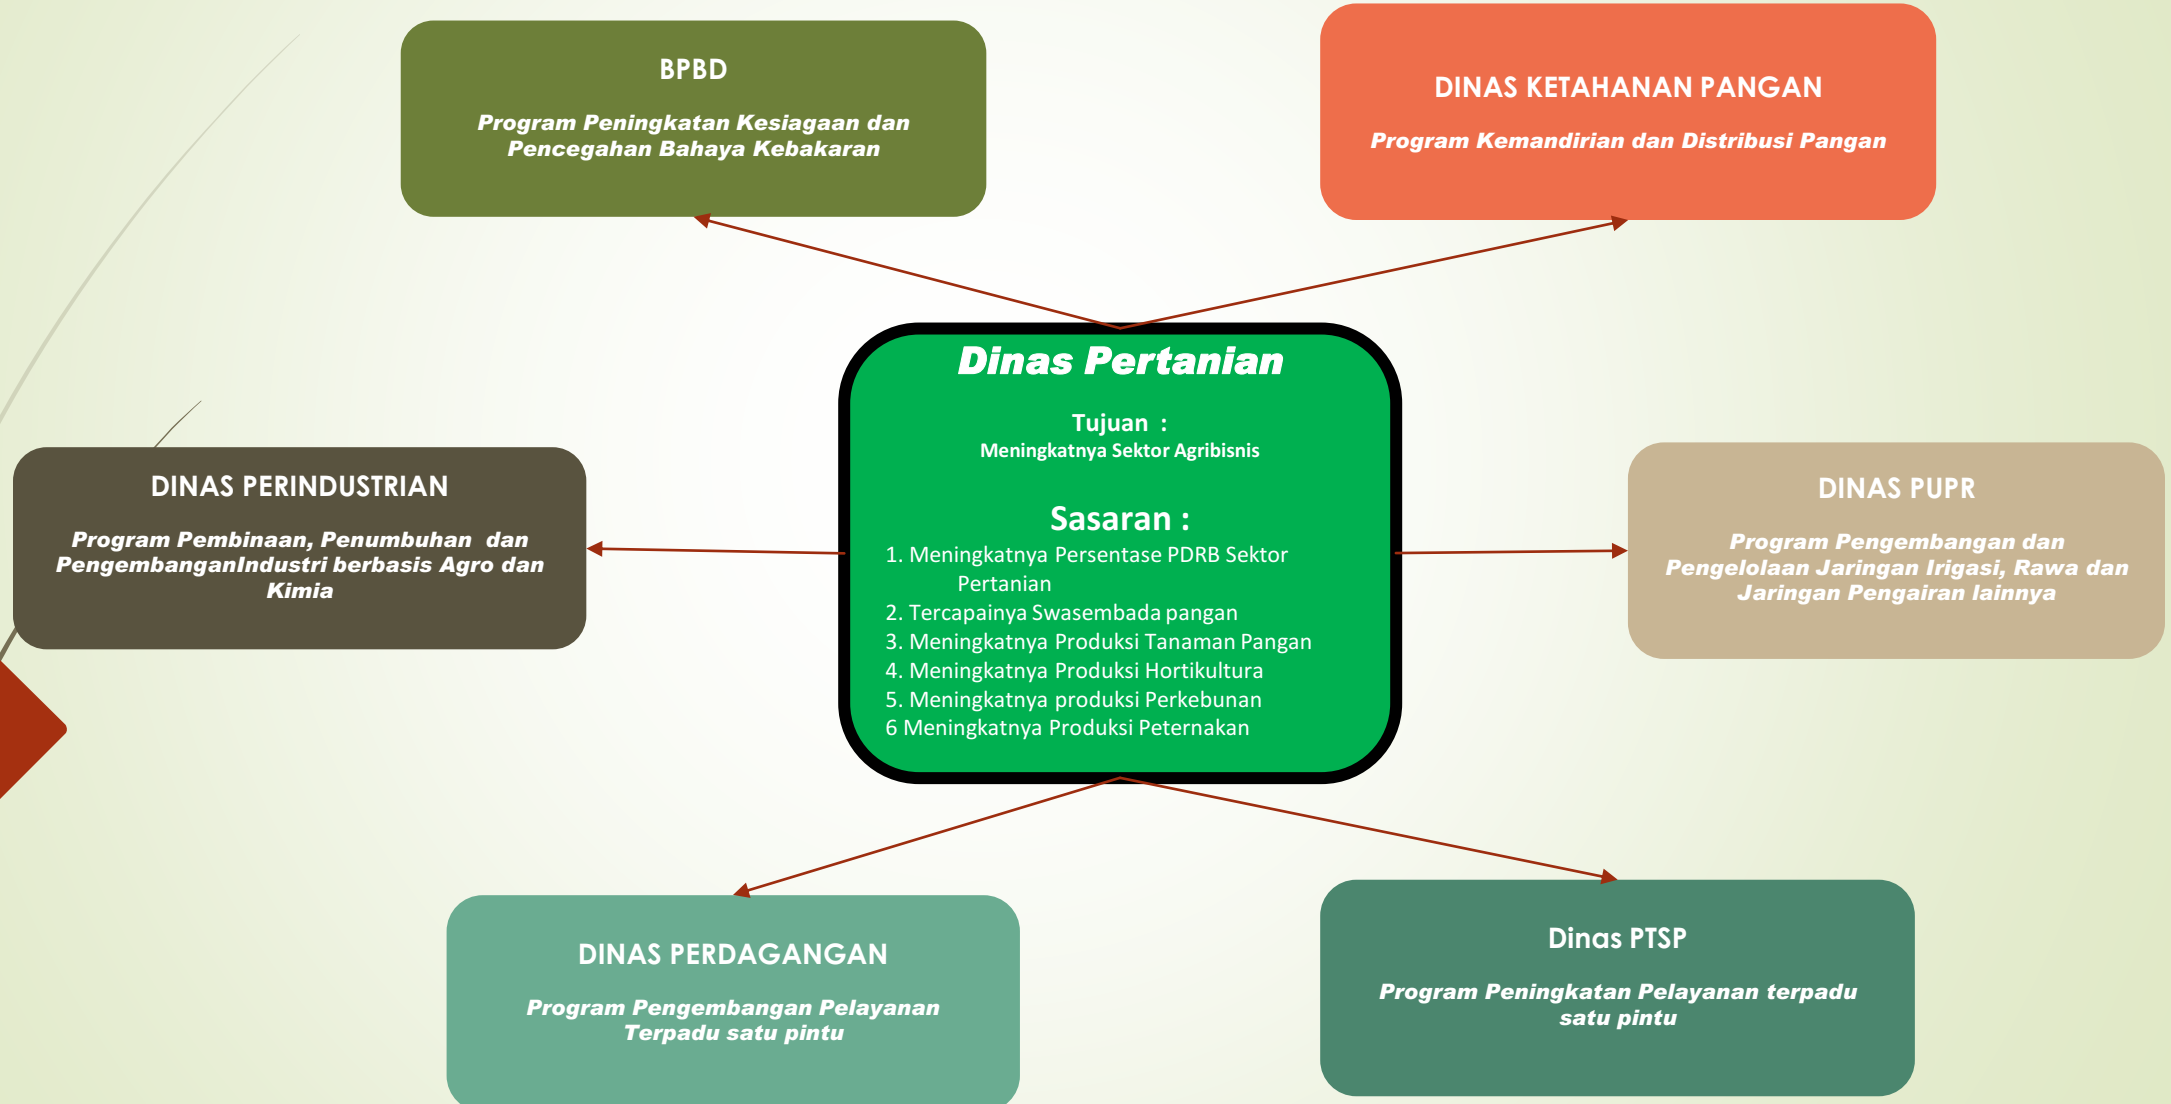 BPBD
Program Peningkatan Kesiagaan dan
Pencegahan Bahaya Kebakaran
DINAS KETAHANAN PANGAN
Program Kemandirian dan Distribusi Pangan
Dinas Pertanian
Tujuan  :
Meningkatnya Sektor Agribisnis
Sasaran :
1. Meningkatnya Persentase PDRB Sektor
Pertanian
2. Tercapainya Swasembada pangan
3. Meningkatnya Produksi Tanaman Pangan
4. Meningkatnya Produksi Hortikultura
5. Meningkatnya produksi Perkebunan
6 Meningkatnya Produksi Peternakan
DINAS PERINDUSTRIAN
Program Pembinaan, Penumbuhan  dan
PengembanganIndustri berbasis Agro dan
Kimia
DINAS PUPR
Program Pengembangan dan
Pengelolaan Jaringan Irigasi, Rawa dan
Jaringan Pengairan lainnya
DINAS PERDAGANGAN
Program Pengembangan Pelayanan
Terpadu satu pintu
Dinas PTSP
Program Peningkatan Pelayanan terpadu
satu pintu